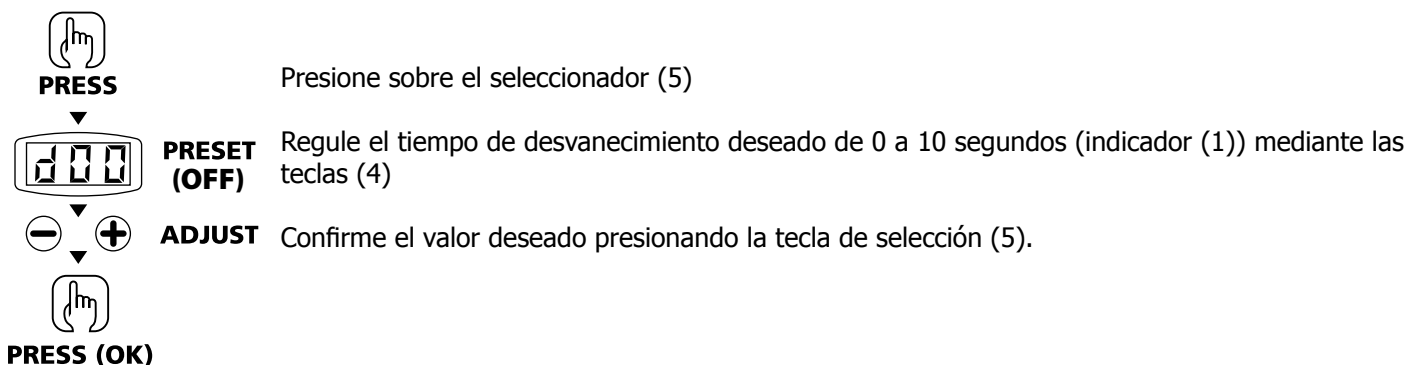 PRESS
Presione sobre el seleccionador (5)
d00
PRESET
(OFF)
Regule el tiempo de desvanecimiento deseado de 0 a 10 segundos (indicador (1)) mediante las
teclas (4)
ADJUST
Confirme el valor deseado presionando la tecla de selección (5).
PRESS (OK)